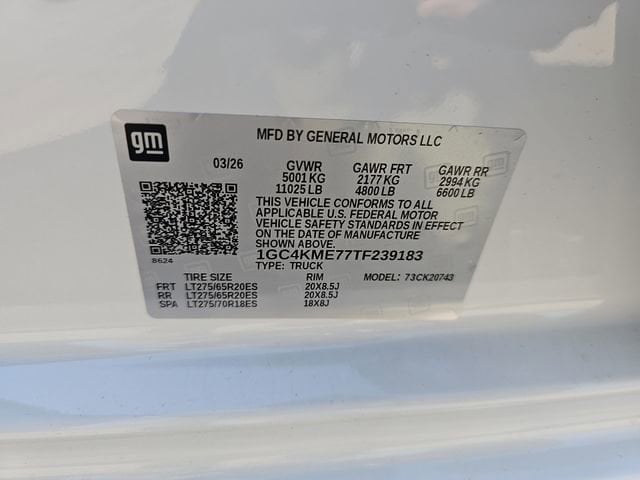 gm
MFD BY GENERAL MOTORS LLC
03/26 GVWR GAWR FRT GAWR RR
5001 KG 2177 KG 2994 KG
11025 LB 4800 LB 6600 LB
THIS VEHICLE CONFORMS TO ALL
APPLICABLE U.S. FEDERAL MOTOR
VEHICLE SAFETY STANDARDS IN EFFECT
ON THE DATE OF MANUFACTURE
SHOWN ABOVE.
8624
1GC4KME77TF239183
TYPE: TRUCK MODEL: 73CK20743
TIRE SIZE RIM
FRT LT275/65R20ES 20X8.5J
RR LT275/65R20ES 20X8.5J
SPA LT275/70R18ES 18X8J